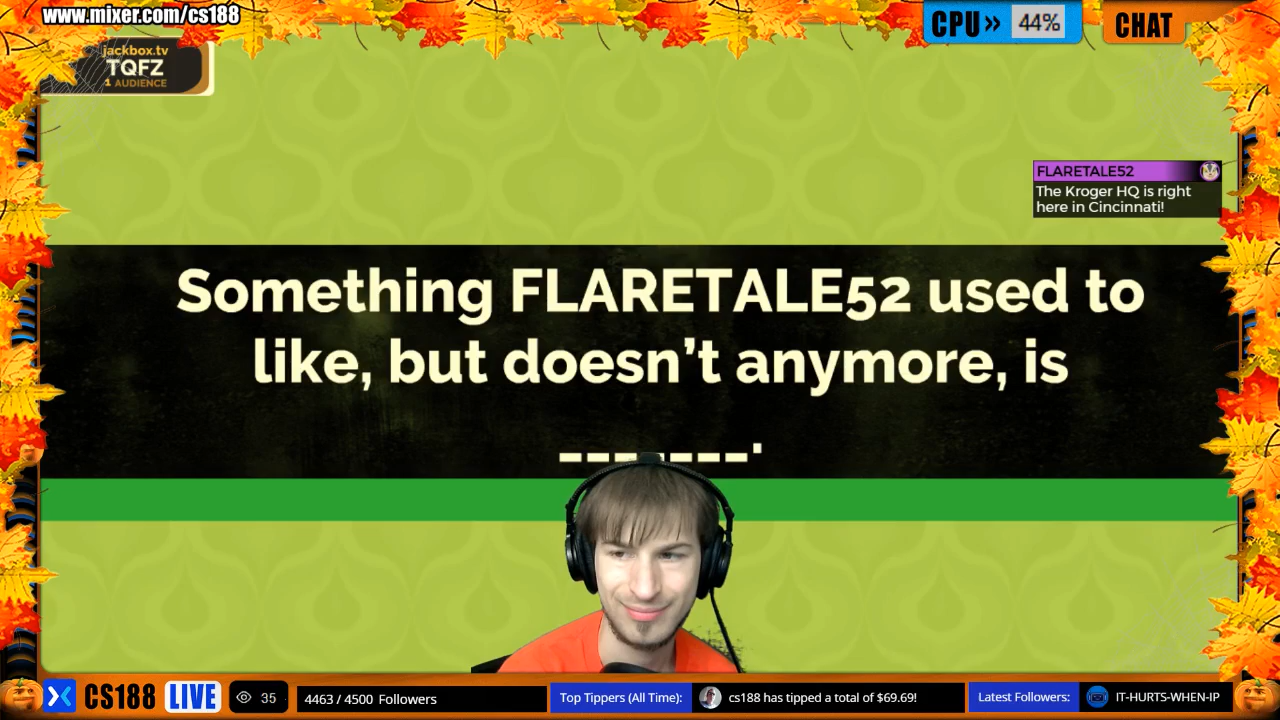 www.mixer.com/cs188
CPU» 44%
CHAT
jackbox.tv
TQFZ
1 AUDIENCE
FLARETALE52
The Kroger HQ is right
here in Cincinnati!
Something FLARETALE52 used to
like, but doesn't anymore, is
_______.
CS188 LIVE
35
4463 / 4500 Followers
Top Tippers (All Time):
cs188 has tipped a total of $69.69!
Latest Followers:
IT-HURTS-WHEN-IP